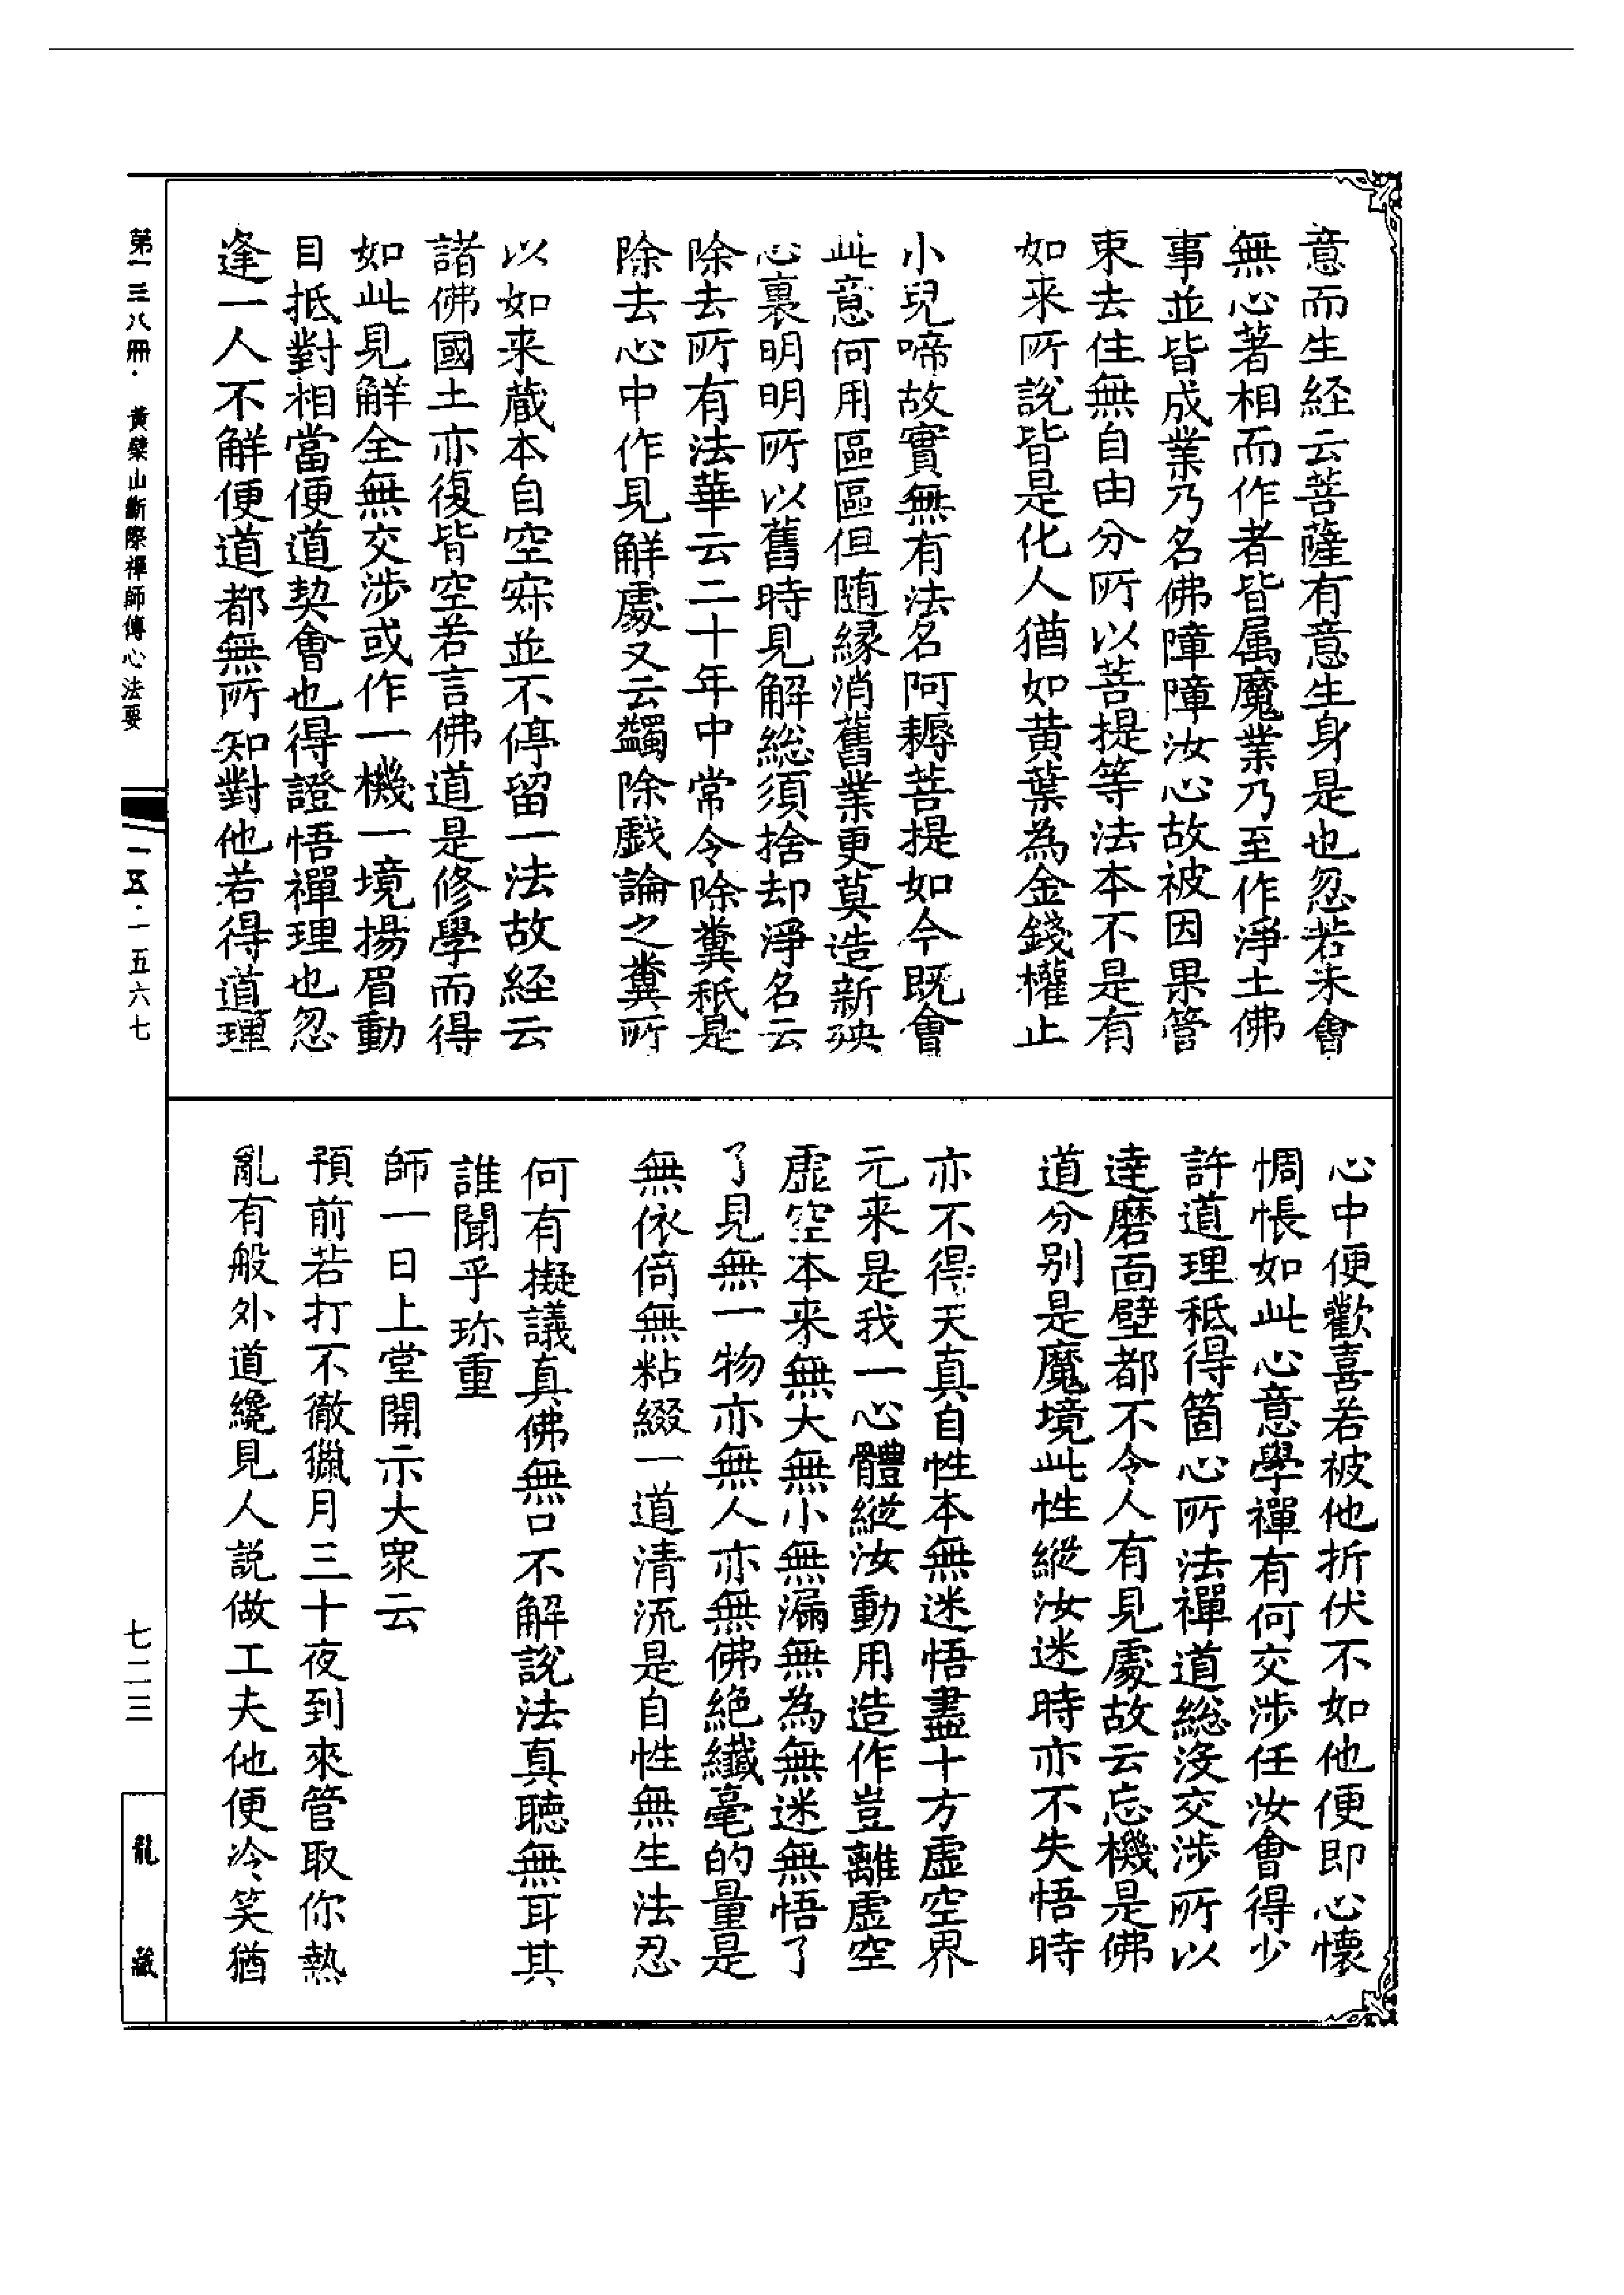 意而生経云菩薩有意生身是也忽若未會
無心著相而作者皆属魔業乃至作淨土佛
事並皆成業乃名佛障障汝心故被因果管
束去住無自由分所以菩提等法本不是有
如来所說皆是化人猶如黄葉為金錢權止
小兒啼故實無有法名阿耨菩提如今既會
此意何用區區但随縁消舊業更莫造新殃
心裏明明所以舊時見解総須捨却淨名云
除去所有法華云二十年中常令除糞秖是
除去心中作見解處又云蠲除戲論之糞所
以如来蔵本自空寂並不停留一法故経云
諸佛國土亦復皆空若言佛道是修學而得
如此見解全無交涉或作一機一境揚眉動
目抵對相當便道契會也得證悟禪理也忽
逢一人不解便道都無所知對他若得道理
心中便歡喜若被他折伏不如他便即心懷
惆悵如此心意學禪有何交涉任汝會得少
許道理秖得箇心所法禪道総沒交涉所以
達磨面壁都不令人有見處故云忘機是佛
道分别是魔境此性縱汝迷時亦不失悟時
亦不得天真自性本無迷悟盡十方虛空界
元来是我一心體縱汝動用造作豈離虛空
虛空本来無大無小無漏無為無迷無悟了
了見無一物亦無人亦無佛絶纖毫的量是
無依倚無粘綴一道清流是自性無生法忍
何有擬議真佛無口不解說法真聴無耳其
誰聞乎珎重
師一日上堂開示大衆云
預前若打不徹臘月三十夜到來管取你熱
亂有般外道纔見人說做工夫他便冷笑猶
第一三八冊·黃檗山斷際禪師傳心法要
一五·一五六七
七二三
龍藏